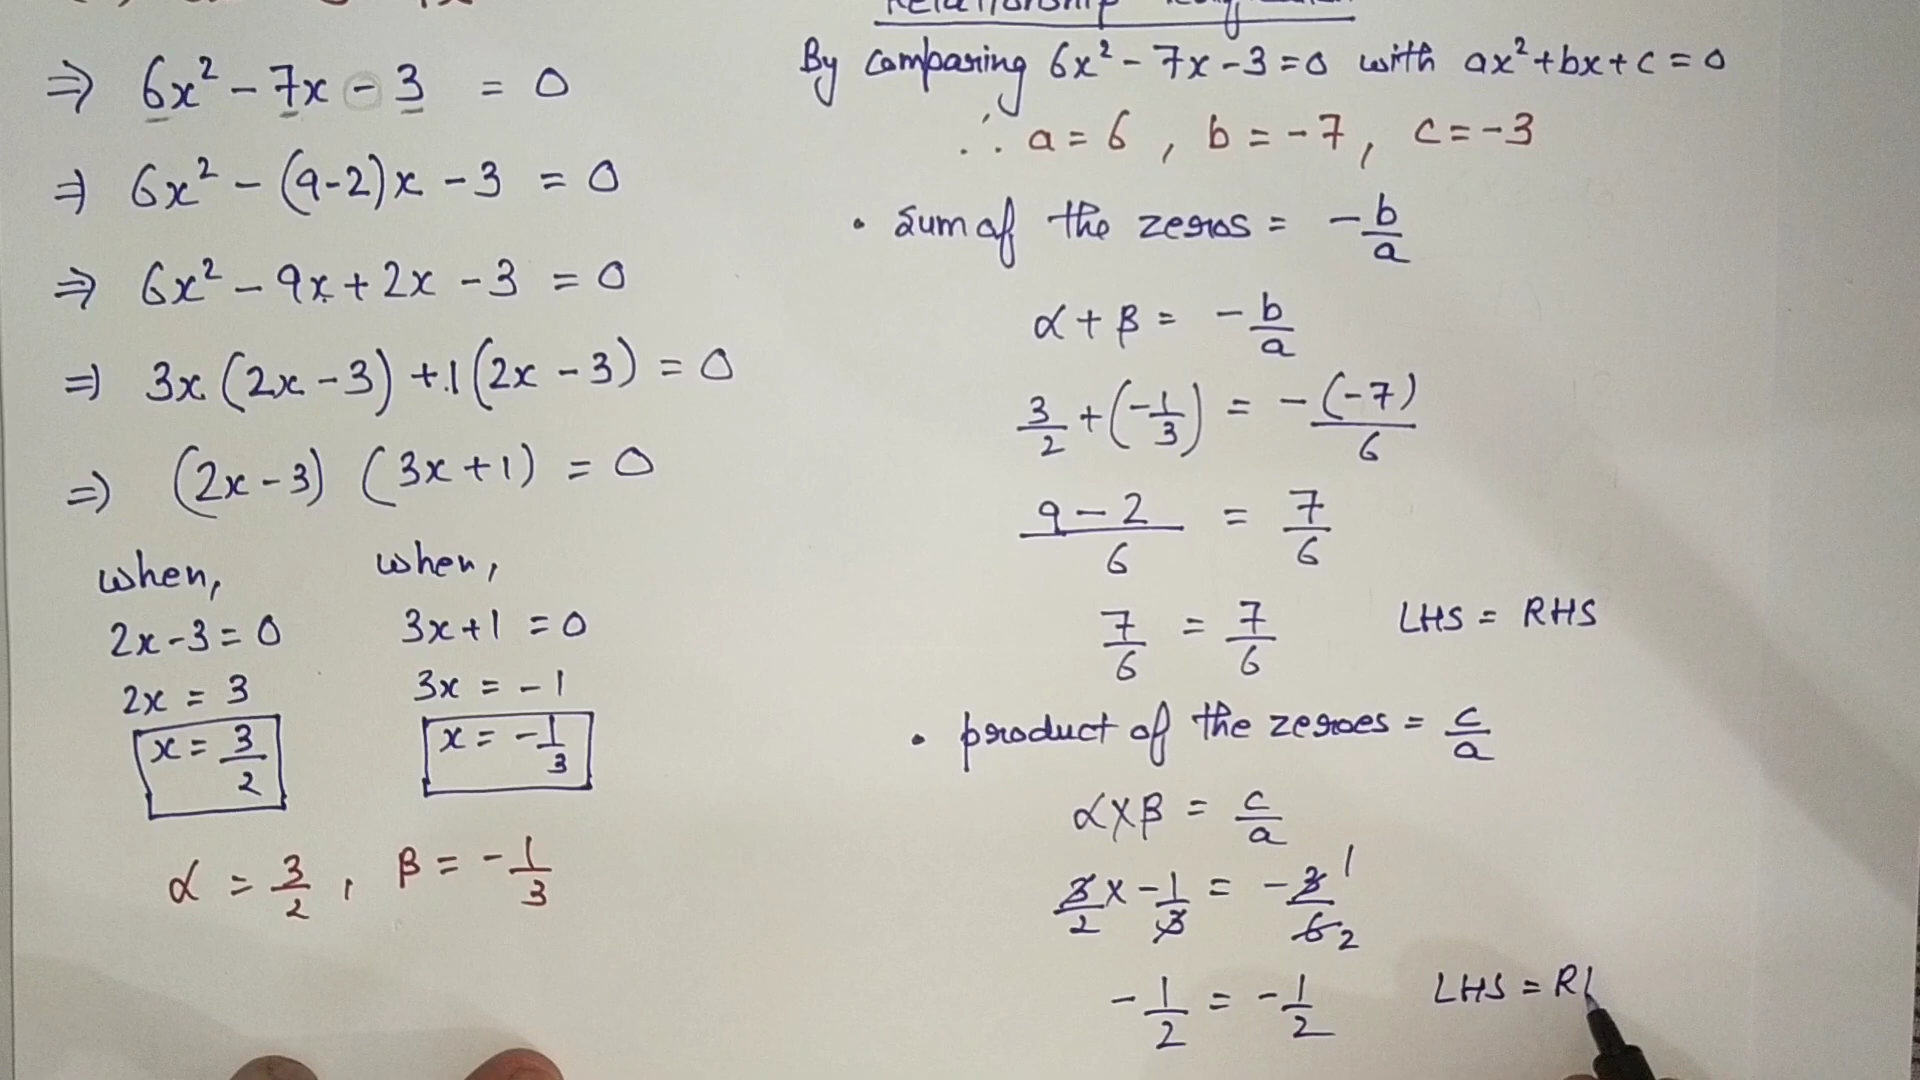 ⇒ 6x² - 7x - 3 = 0
⇒ 6x² - (9-2)x - 3 = 0
⇒ 6x² - 9x + 2x - 3 = 0
⇒ 3x(2x - 3) + 1(2x - 3) = 0
⇒ (2x - 3) (3x + 1) = 0
when, when,
2x - 3 = 0 3x + 1 = 0
2x = 3 3x = -1
x = 3/2 x = -1/3
α = 3/2 , β = -1/3
Relationship
By comparing 6x² - 7x - 3 = 0 with ax² + bx + c = 0
∴ a = 6 , b = -7 , c = -3
• sum of the zeros = -b/a
α + β = -b/a
3/2 + (-1/3) = -(-7)/6
9 - 2/6 = 7/6
7/6 = 7/6 LHS = RHS
• product of the zeroes = c/a
α × β = c/a
3/2 × -1/3 = -3/6 1 2
-1/2 = -1/2 LHS = R